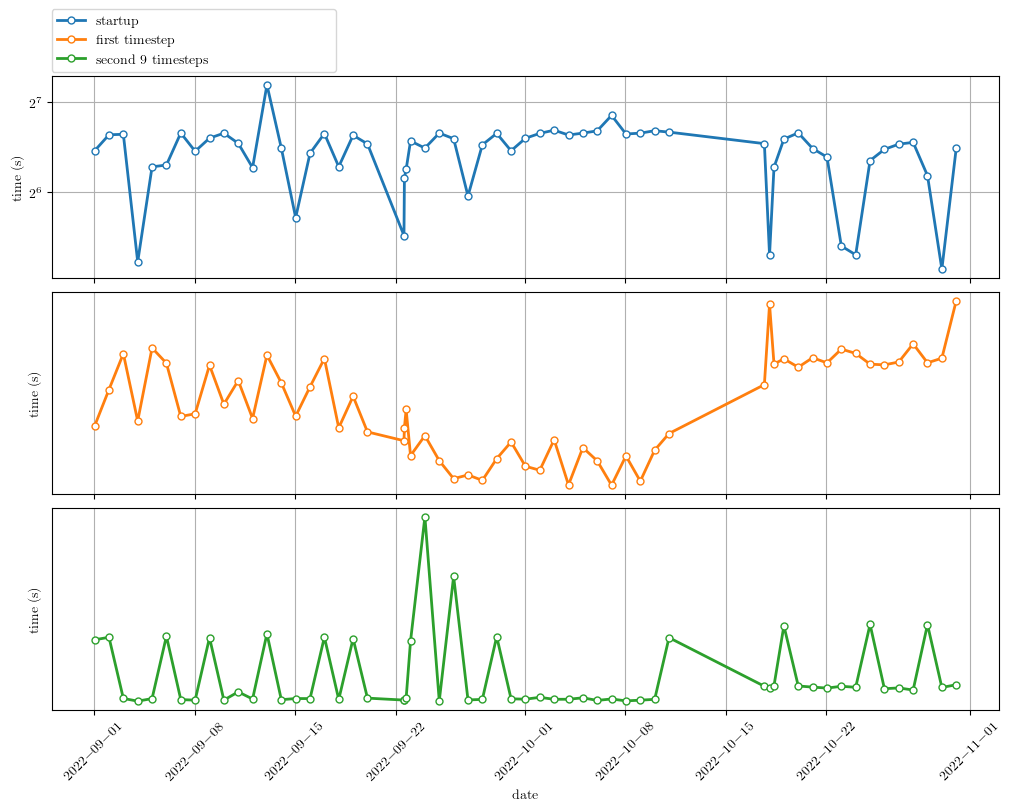 startup
first timestep
second 9 timesteps
2^7
2^6
time (s)
time (s)
time (s)
2022−09−01
2022−09−08
2022−09−15
2022−09−22
2022−10−01
2022−10−08
2022−10−15
2022−10−22
2022−11−01
date